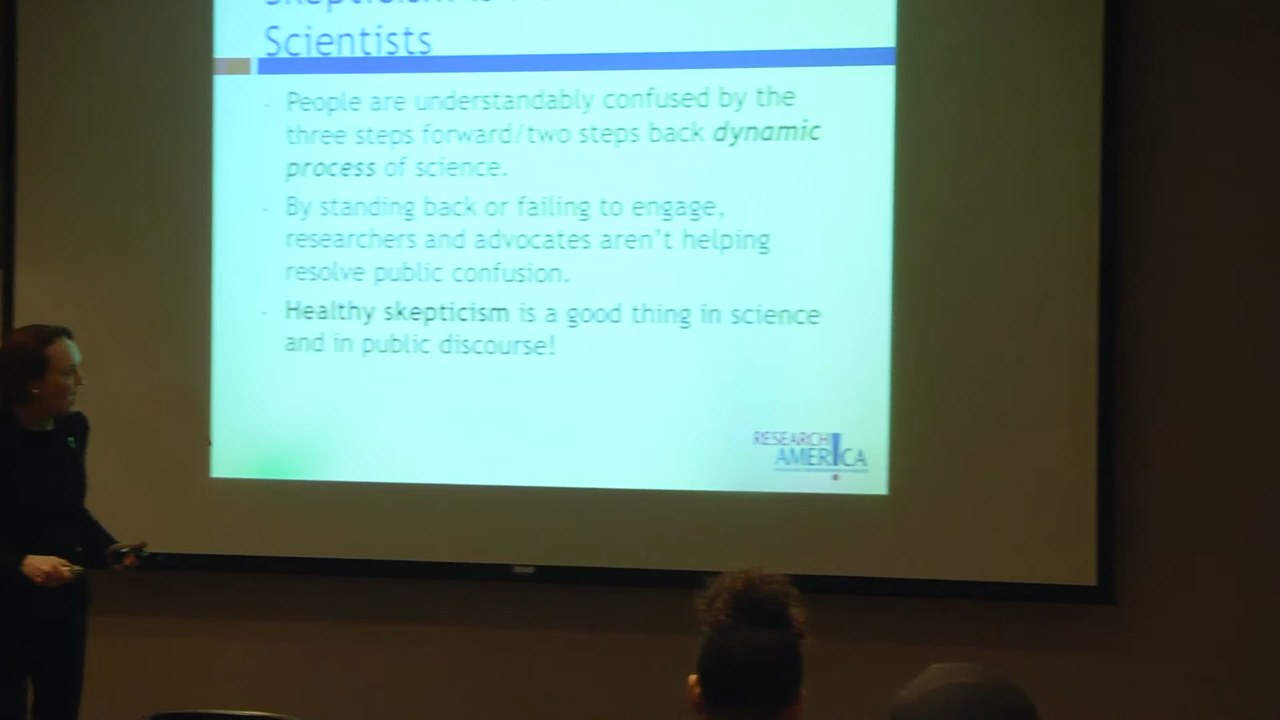 Skepticism is
Scientists
- People are understandably confused by the
three steps forward/two steps back dynamic
process of science.
- By standing back or failing to engage,
researchers and advocates aren't helping
resolve public confusion.
- Healthy skepticism is a good thing in science
and in public discourse!
RESEARCH
AMERICA